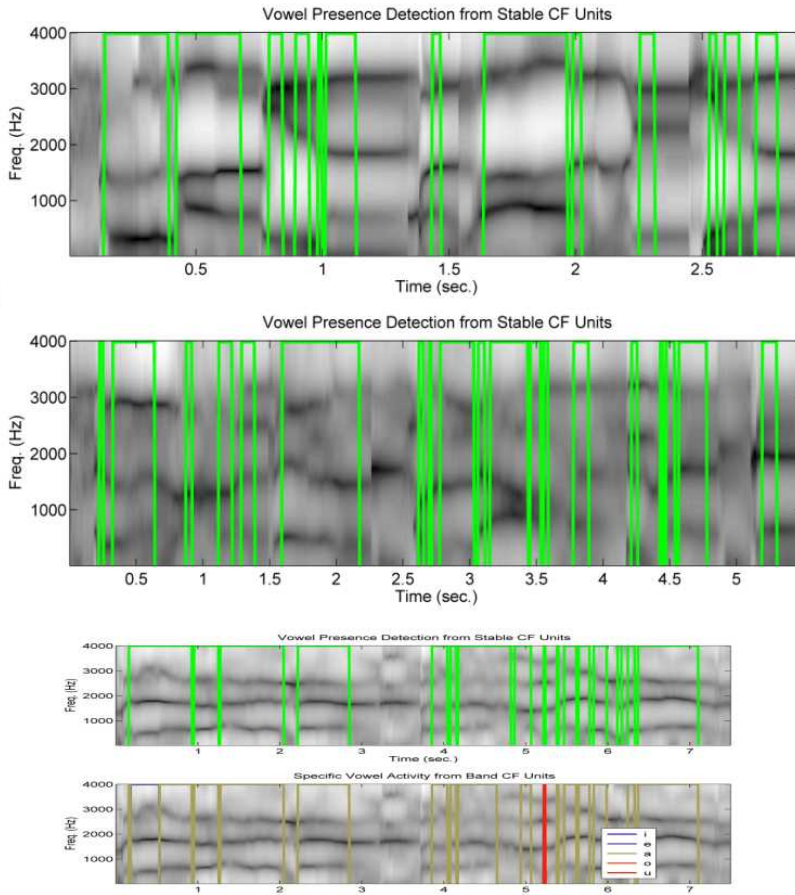 Vowel Presence Detection from Stable CF Units
4000
3000
2000
1000
Freq. (Hz)
0.5 1 1.5 2 2.5
Time (sec.)
Vowel Presence Detection from Stable CF Units
4000
3000
2000
1000
Freq. (Hz)
0.5 1 1.5 2 2.5 3 3.5 4 4.5 5
Time (sec.)
Vowel Presence Detection from Stable CF Units
4000
3000
2000
1000
Freq. (Hz)
1 2 3 4 5 6 7
Time (sec.)
Specific Vowel Activity from Band CF Units
4000
3000
2000
1000
Freq. (Hz)
i
e
a
o
u
1 2 3 4 5 6 7